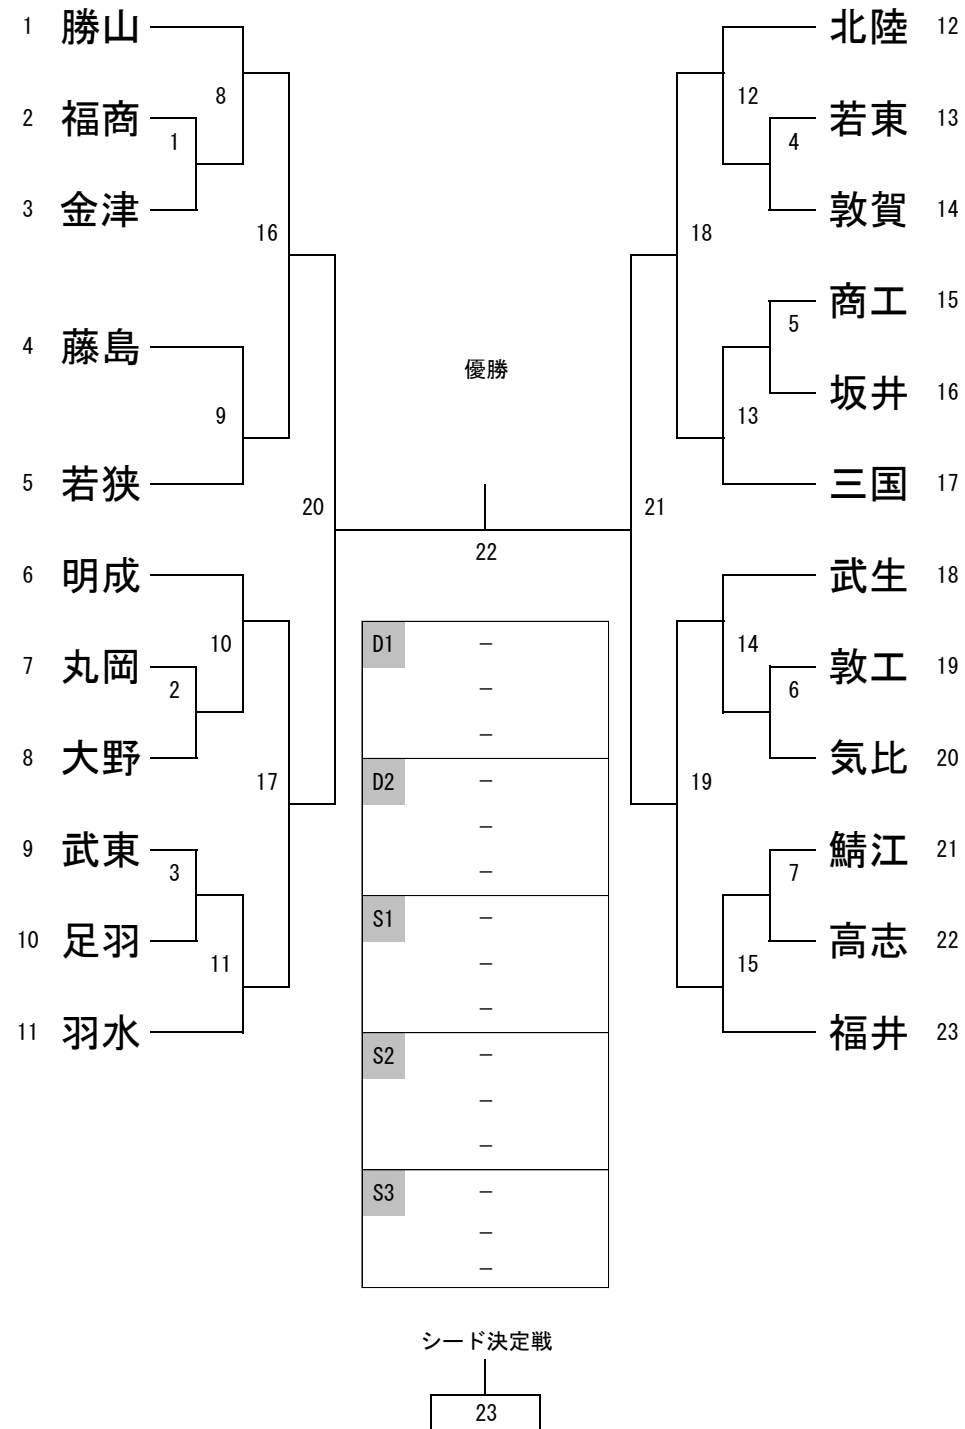 1 勝山
2 福商
3 金津
4 藤島
5 若狭
6 明成
7 丸岡
8 大野
9 武東
10 足羽
11 羽水
8
1
16
9
20
10
2
17
3
11
優勝
22
D1 －
－
－
D2 －
－
－
S1 －
－
－
S2 －
－
－
S3 －
－
－
シード決定戦
23
12
4
18
5
13
21
14
6
19
7
15
北陸 12
若東 13
敦賀 14
商工 15
坂井 16
三国 17
武生 18
敦工 19
気比 20
鯖江 21
高志 22
福井 23